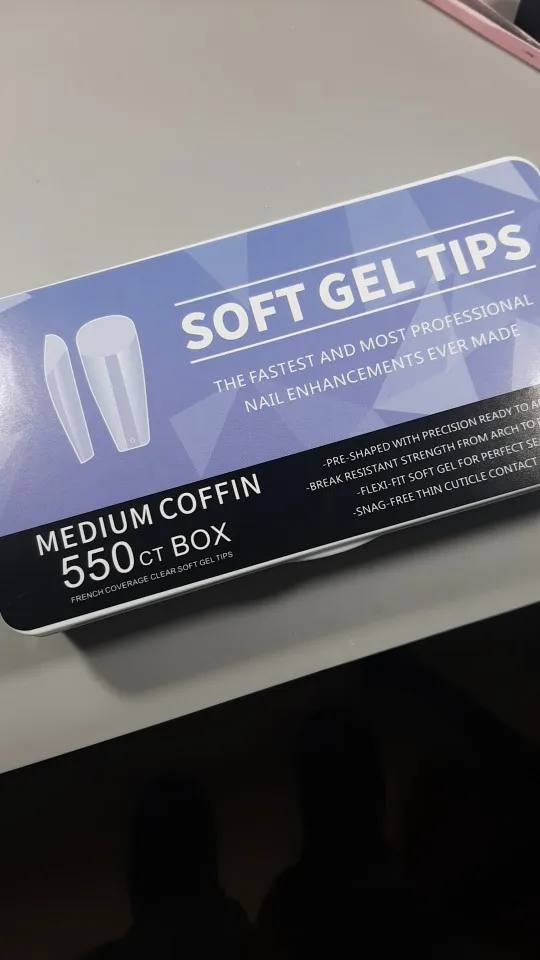 SOFT GEL TIPS
THE FASTEST AND MOST PROFESSIONAL
NAIL ENHANCEMENTS EVER MADE
MEDIUM COFFIN
550 CT BOX
FRENCH COVERAGE CLEAR SOFT GEL TIPS
-PRE-SHAPED WITH PRECISION READY TO
-BREAK RESISTANT STRENGTH FROM ARCH TO
-FLEXI-FIT SOFT GEL FOR PERFECT
-SNAG-FREE THIN CUTICLE CONTACT